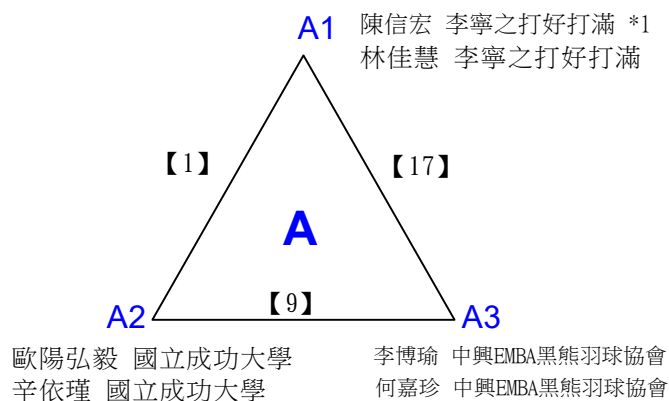 A1
陳信宏 李寧之打好打滿 *1
林佳慧 李寧之打好打滿
【1】
【17】
A
【9】
A2
A3
歐陽弘毅 國立成功大學
辛依瑾 國立成功大學
李博瑜 中興EMBA黑熊羽球協會
何嘉珍 中興EMBA黑熊羽球協會